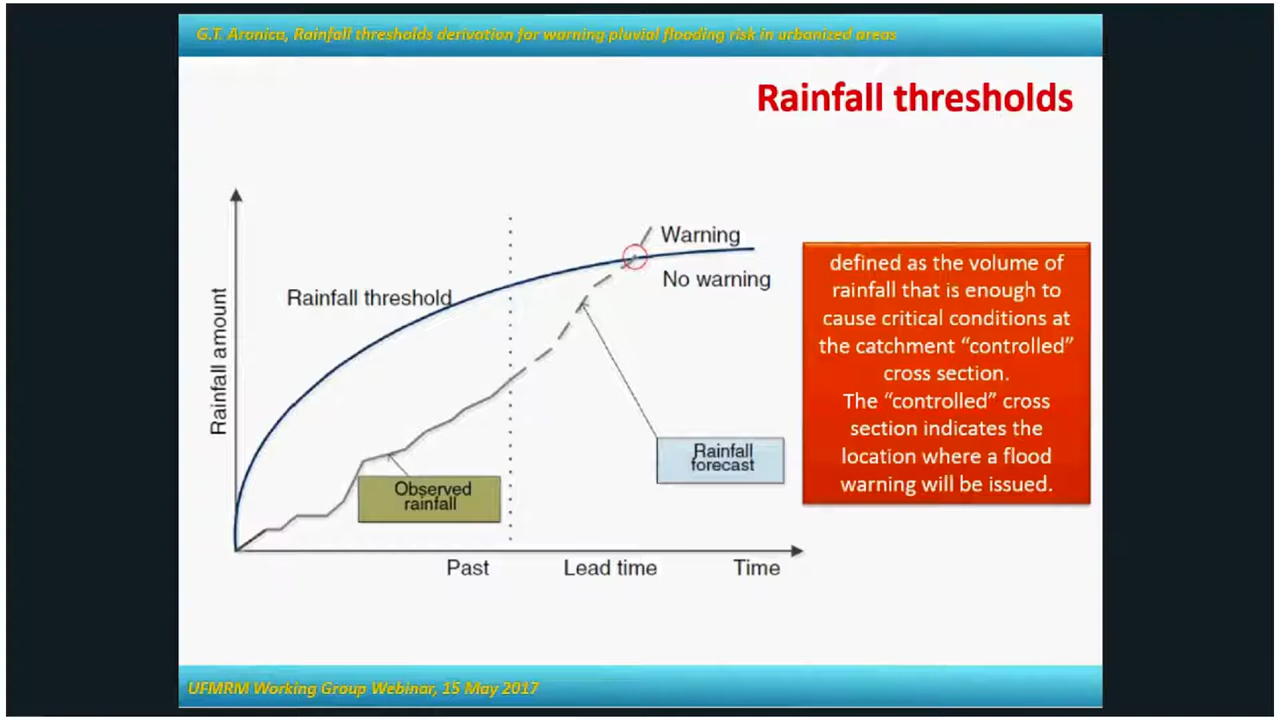 G.T. Aronica, Rainfall thresholds derivation for warning pluvial flooding risk in urbanized areas
Rainfall thresholds
Warning
No warning
Rainfall threshold
Rainfall amount
Rainfall
forecast
Observed
rainfall
Past
Lead time
Time
defined as the volume of
rainfall that is enough to
cause critical conditions at
the catchment “controlled”
cross section.
The “controlled” cross
section indicates the
location where a flood
warning will be issued.
UFMRM Working Group Webinar, 15 May 2017